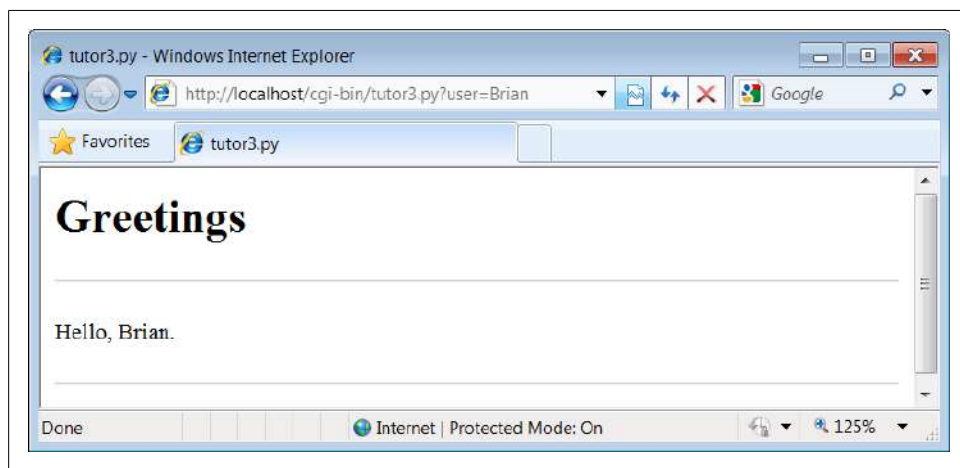 tutor3.py - Windows Internet Explorer
http://localhost/cgi-bin/tutor3.py?user=Brian
Google
Favorites
tutor3.py
Greetings
Hello, Brian.
Done
Internet | Protected Mode: On
125%